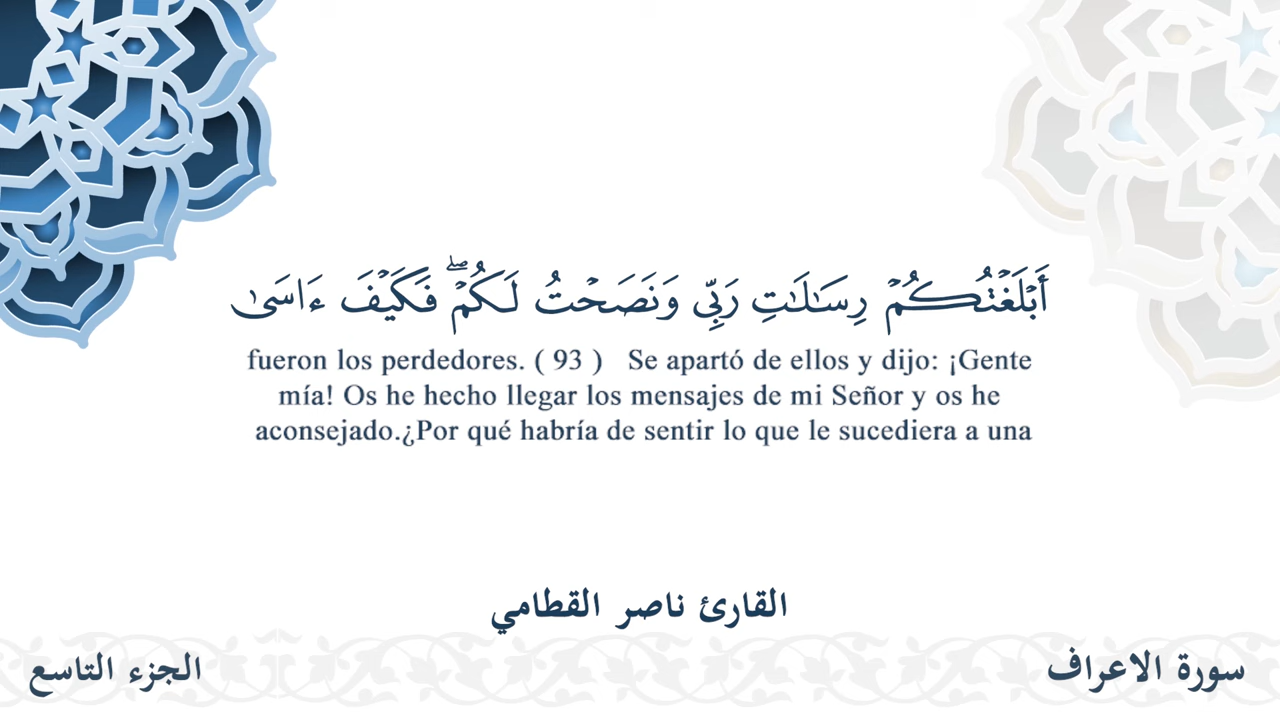 أَبْلَغْتُكُمْ رِسَـٰلَـٰتِ رَبِّى وَنَصَحْتُ لَكُمْ ۖ فَكَيْفَ ءَاسَىٰ
fueron los perdedores. ( 93 ) Se apartó de ellos y dijo: ¡Gente
mía! Os he hecho llegar los mensajes de mi Señor y os he
aconsejado.¿Por qué habría de sentir lo que le sucediera a una
القارئ ناصر القطامي
سورة الاعراف
الجزء التاسع